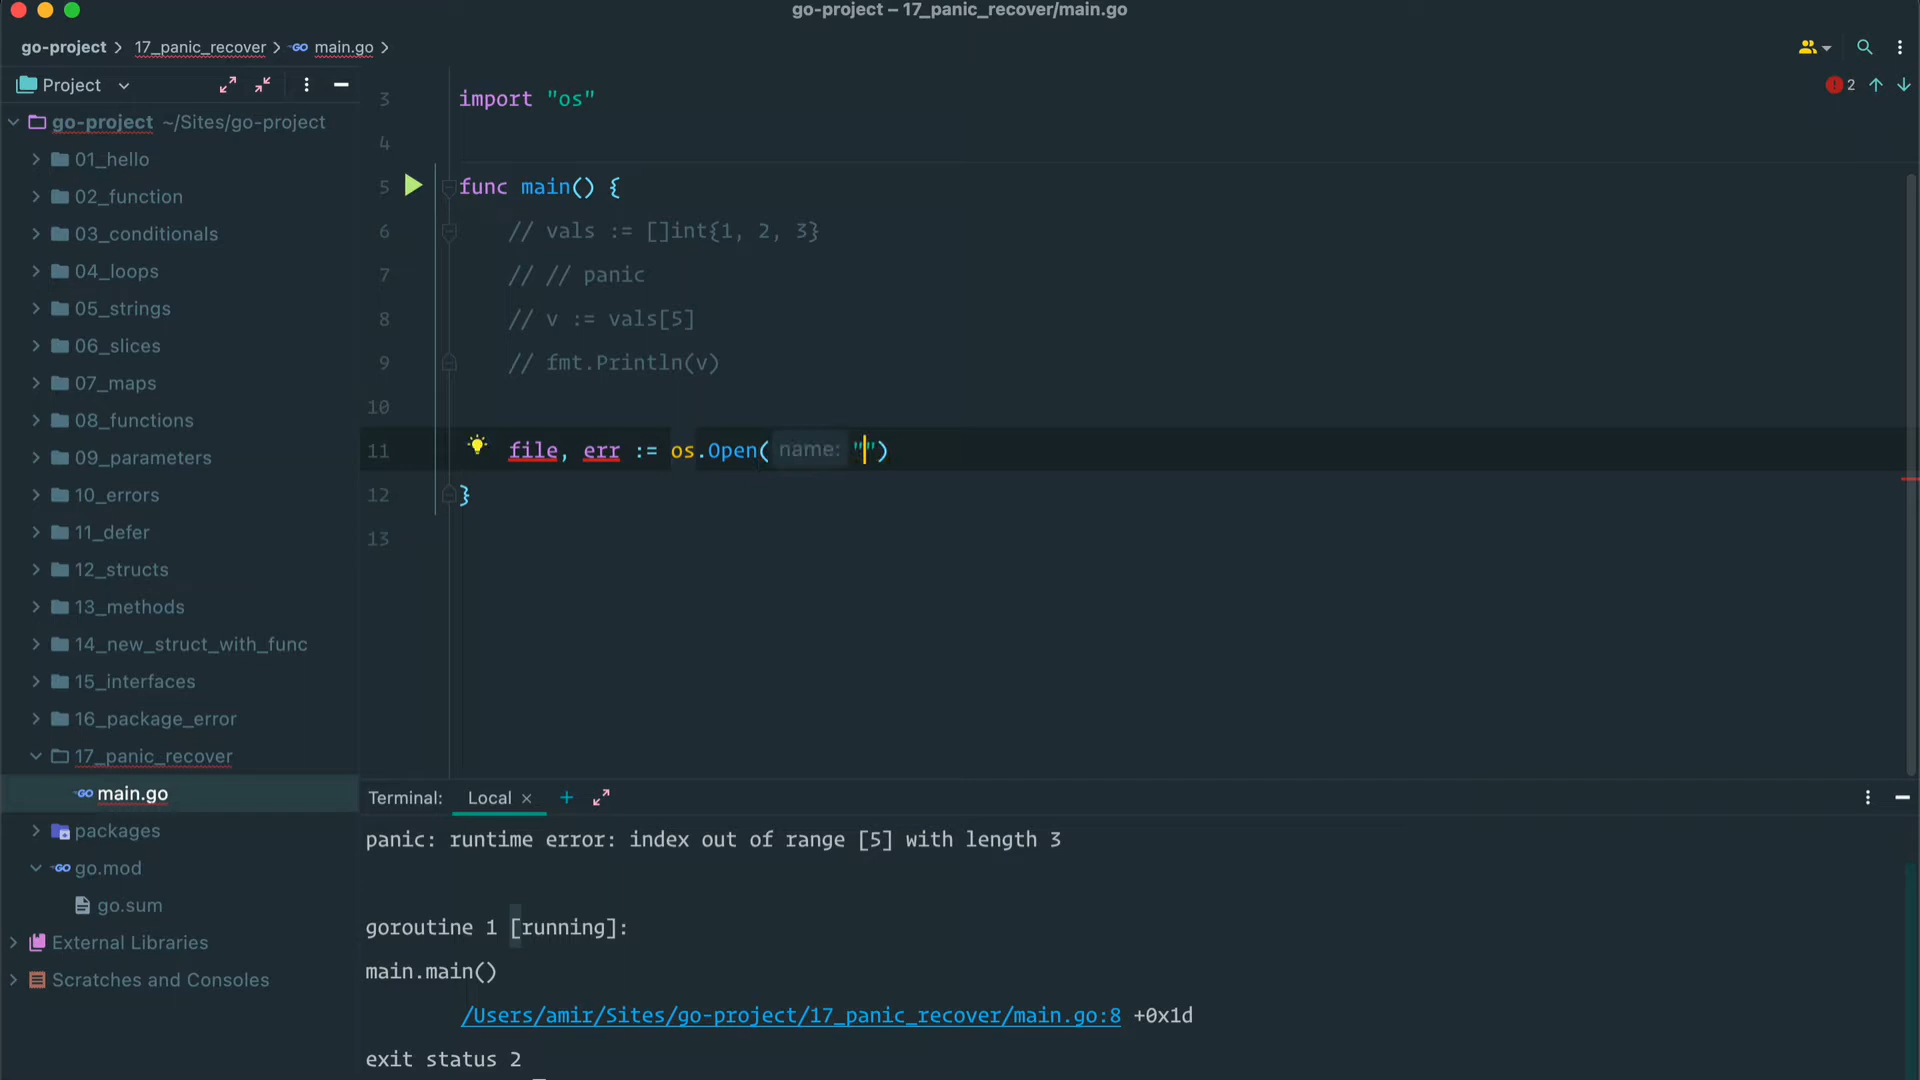 go-project – 17_panic_recover/main.go
go-project > 17_panic_recover > main.go >
Project
2
go-project ~/Sites/go-project
01_hello
02_function
03_conditionals
04_loops
05_strings
06_slices
07_maps
08_functions
09_parameters
10_errors
11_defer
12_structs
13_methods
14_new_struct_with_func
15_interfaces
16_package_error
17_panic_recover
main.go
packages
go.mod
go.sum
External Libraries
Scratches and Consoles
3 import "os"
4
5 func main() {
6 // vals := []int{1, 2, 3}
7 // // panic
8 // v := vals[5]
9 // fmt.Println(v)
10
11 file, err := os.Open( name: "")
12 }
13
Terminal: Local × +
panic: runtime error: index out of range [5] with length 3
goroutine 1 [running]:
main.main()
/Users/amir/Sites/go-project/17_panic_recover/main.go:8 +0x1d
exit status 2